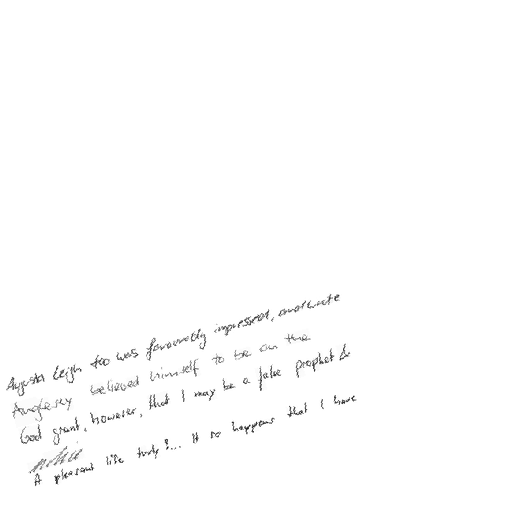 Augusta Leigh too was favourably impressed, and wrote
Anglesey believed himself to be on the
God grant, however, that I may be a false prophet &
A pleasant life truly?... It so happens that I have